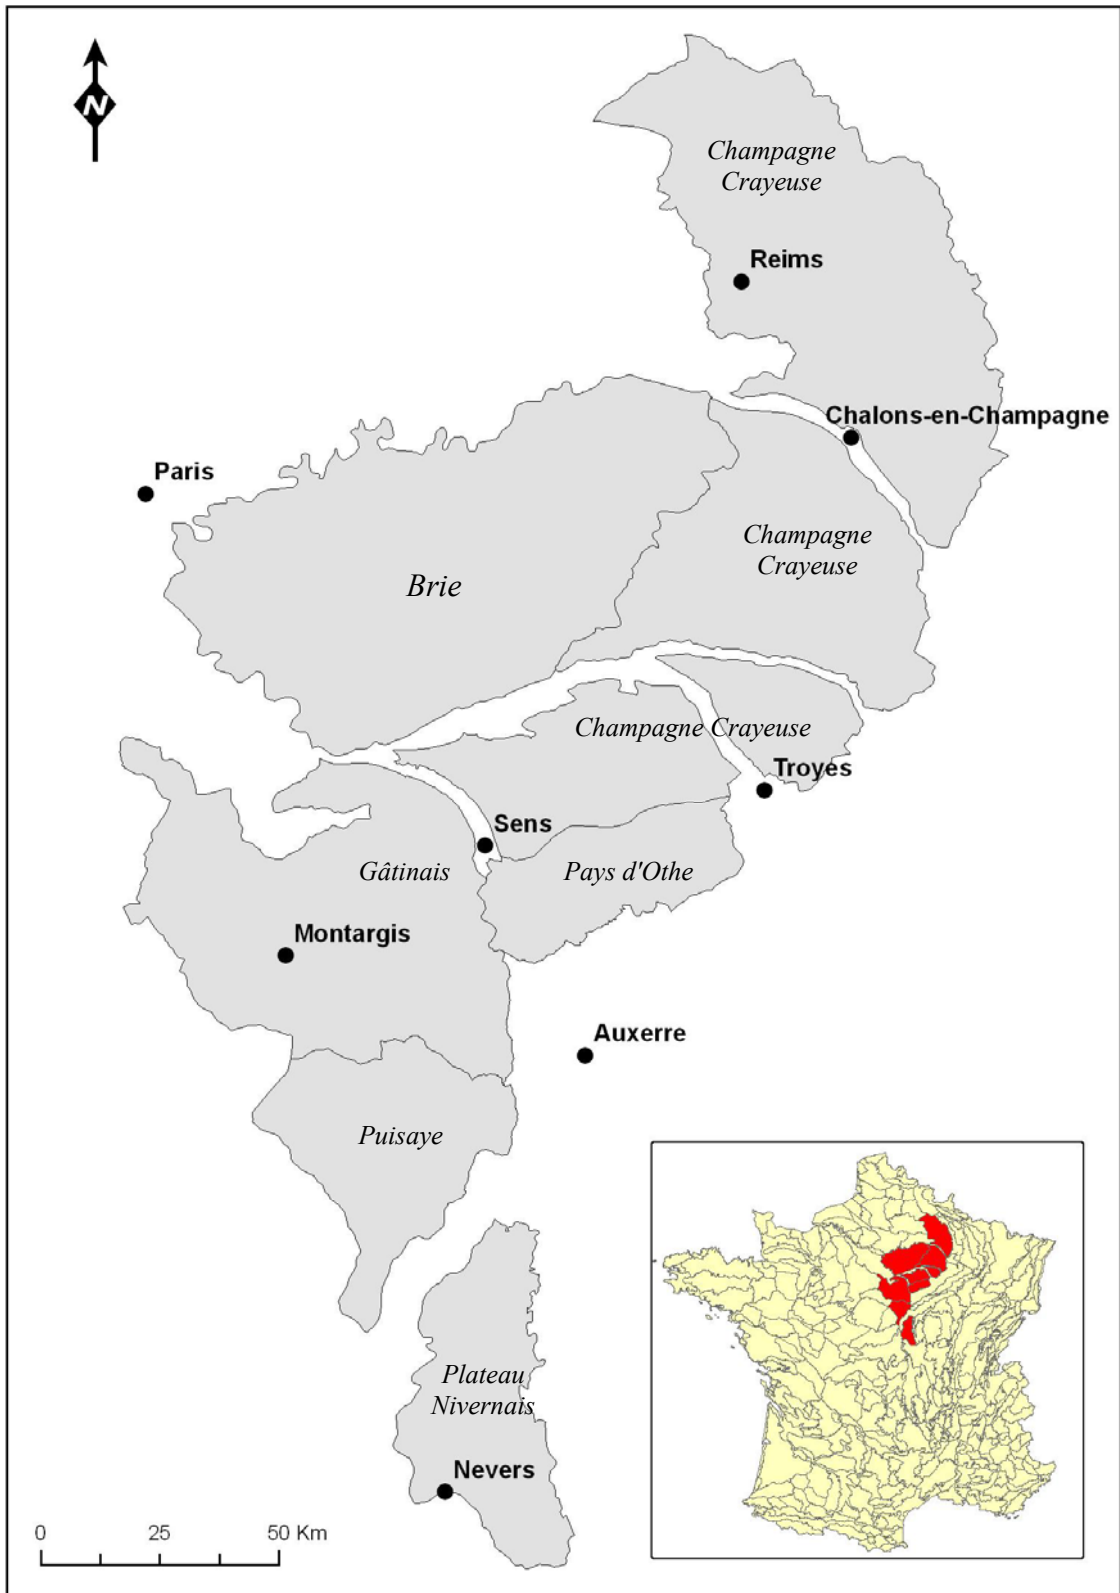 N
Champagne
Crayeuse
Reims
Chalons-en-Champagne
Paris
Champagne
Crayeuse
Brie
Champagne Crayeuse
Troyes
Sens
Gâtinais
Pays d'Othe
Montargis
Auxerre
Puisaye
Plateau
Nivernais
Nevers
0 25 50 Km